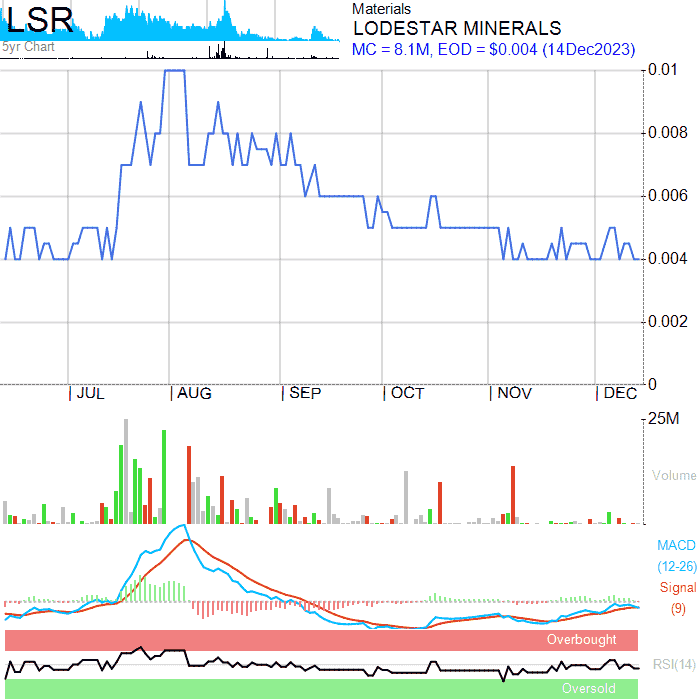 LSR
5yr Chart
Materials
LODESTAR MINERALS
MC = 8.1M, EOD = $0.004 (14Dec2023)
0.01
0.008
0.006
0.004
0.002
0
JUL AUG SEP OCT NOV DEC
25M
Volume
MACD
(12-26)
Signal
(9)
Overbought
RSI(14)
Oversold